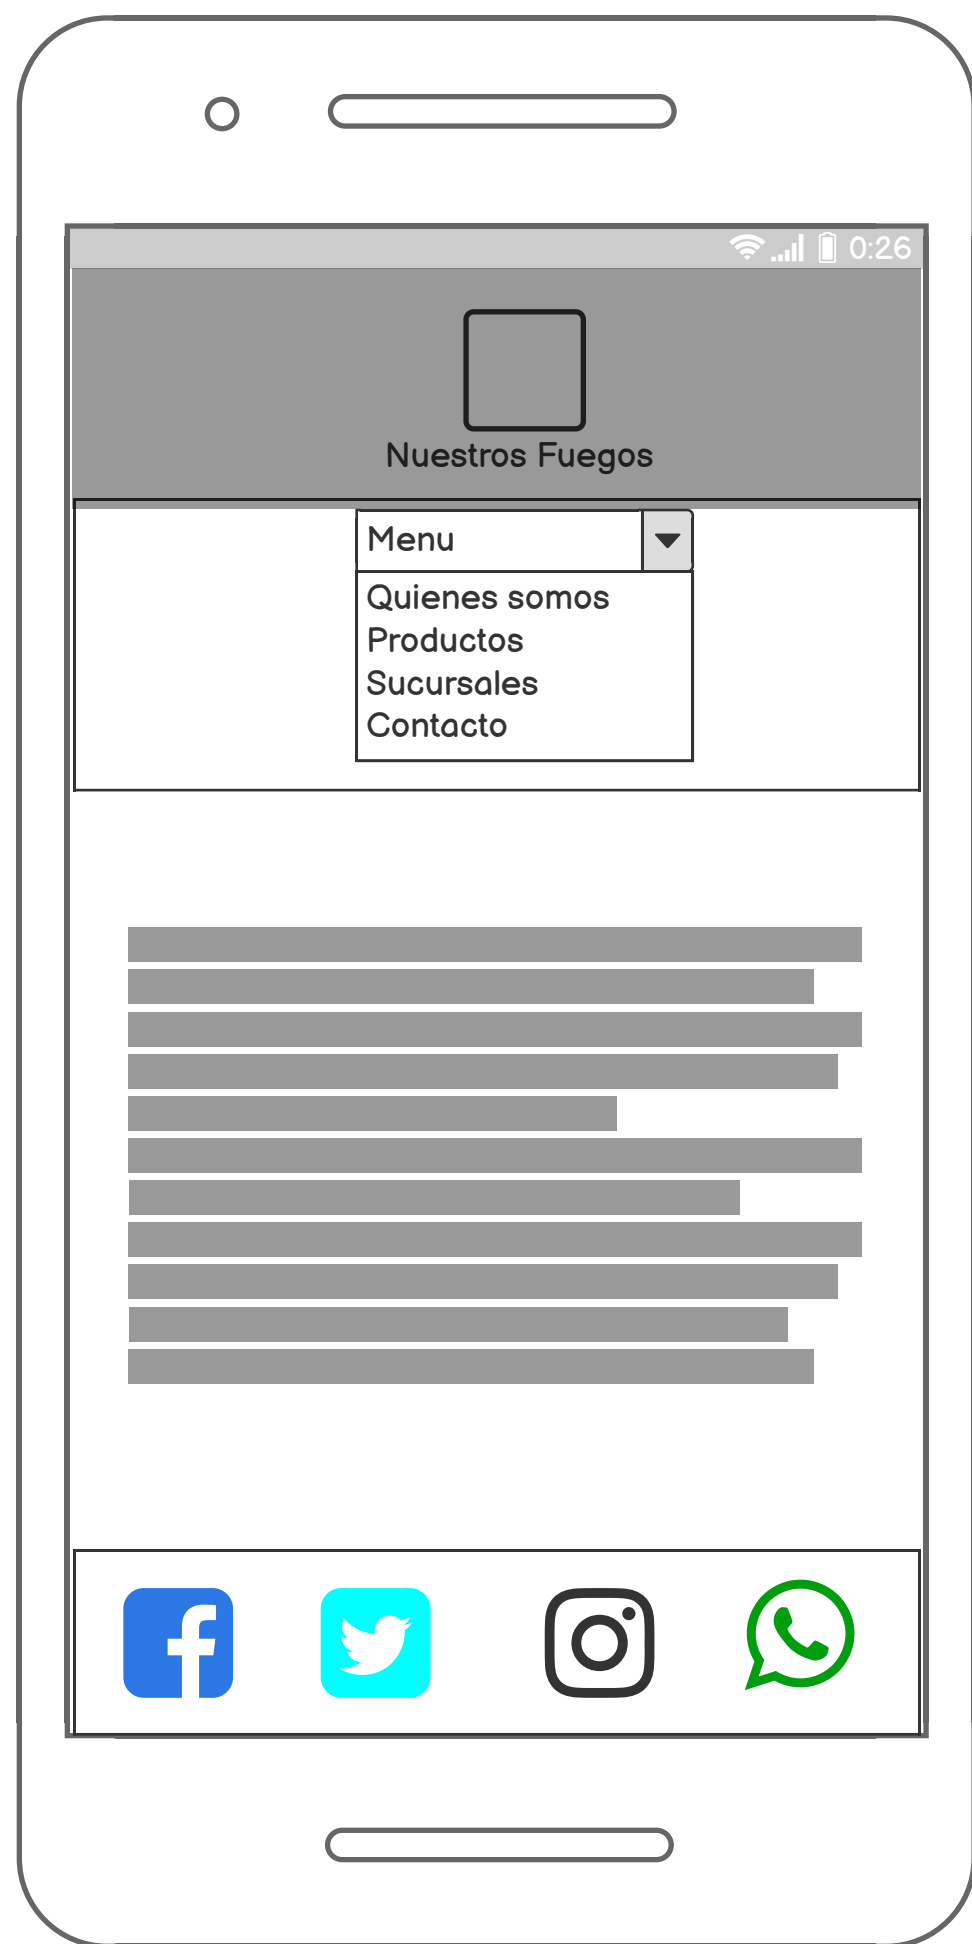 0:26
Nuestros Fuegos
Menu
Quienes somos
Productos
Sucursales
Contacto